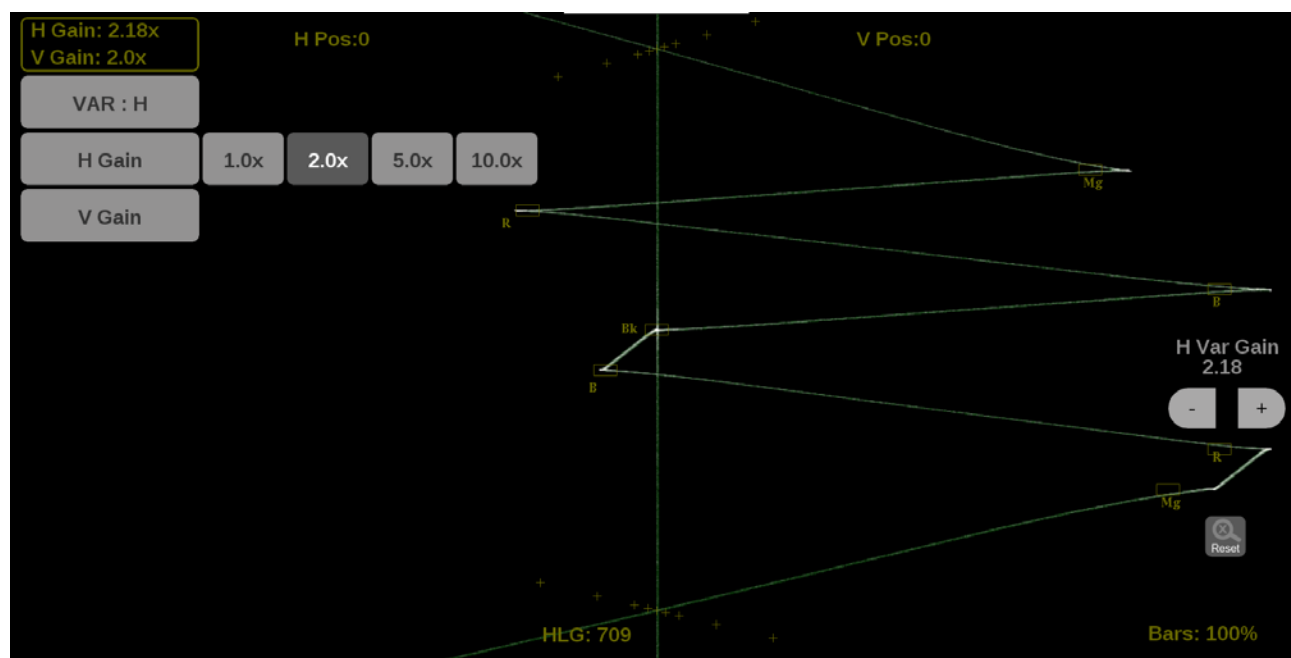 H Gain: 2.18x
V Gain: 2.0x
H Pos:0
V Pos:0
VAR : H
H Gain
1.0x
2.0x
5.0x
10.0x
V Gain
Mg
R
B
Bk
B
H Var Gain
2.18
-
+
R
Mg
Reset
HLG: 709
Bars: 100%